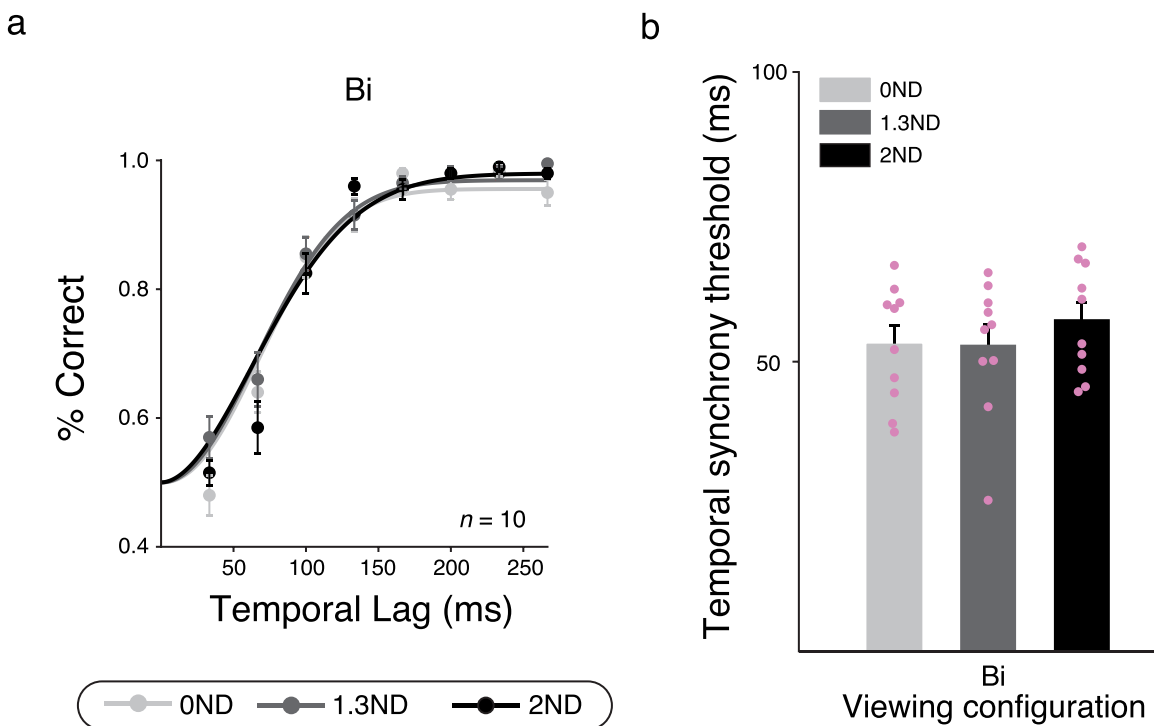 a
Bi
% Correct
1.0
0.8
0.6
0.4
n = 10
50 100 150 200 250
Temporal Lag (ms)
0ND 1.3ND 2ND
b
Temporal synchrony threshold (ms)
100
50
0ND
1.3ND
2ND
Bi
Viewing configuration